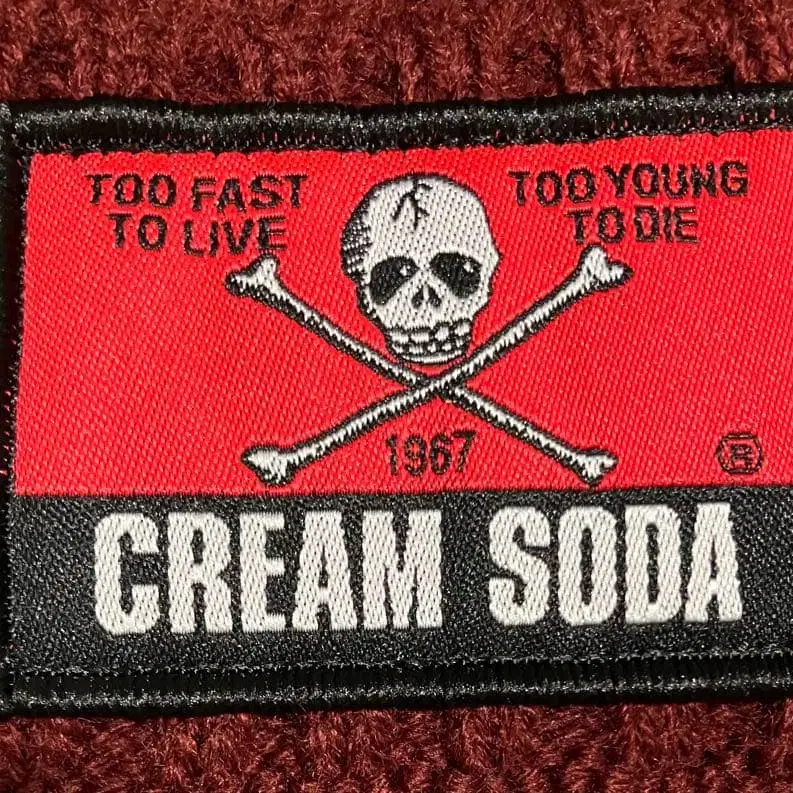 TOO FAST
TO LIVE
TOO YOUNG
TO DIE
1967
®
CREAM SODA